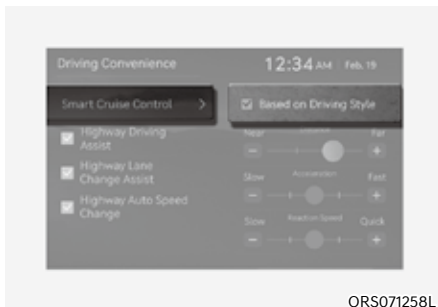 Driving Convenience
12:34 AM Feb. 19
Smart Cruise Control >
Highway Driving
Assist
Highway Lane
Change Assist
Highway Auto Speed
Change
Based on Driving Style
Near Distance Far
Slow Acceleration Fast
Slow Reaction Speed Quick
ORS071258L